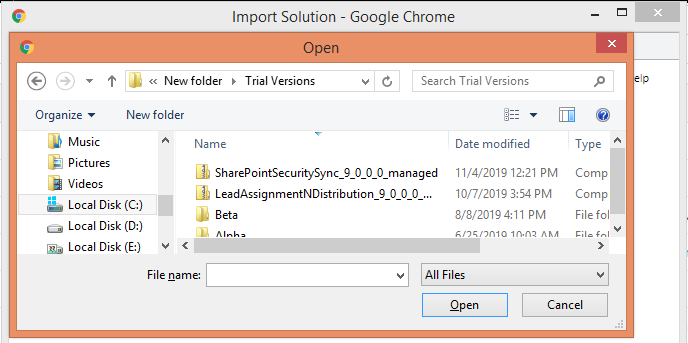 Import Solution - Google Chrome
Open
New folder
Trial Versions
Search Trial Versions
elp
Organize
New folder
Name
Date modified
Type
Music
Pictures
Videos
Local Disk (C:)
Local Disk (D:)
Local Disk (E:)
SharePointSecuritySync_9_0_0_0_managed 11/4/2019 12:21 PM Comp
LeadAssignmentNDistribution_9_0_0_0_... 10/7/2019 3:54 PM Comp
Beta 8/8/2019 4:11 PM File fol
Alpha 6/25/2019 10:03 AM File fol
File name:
All Files
Open
Cancel